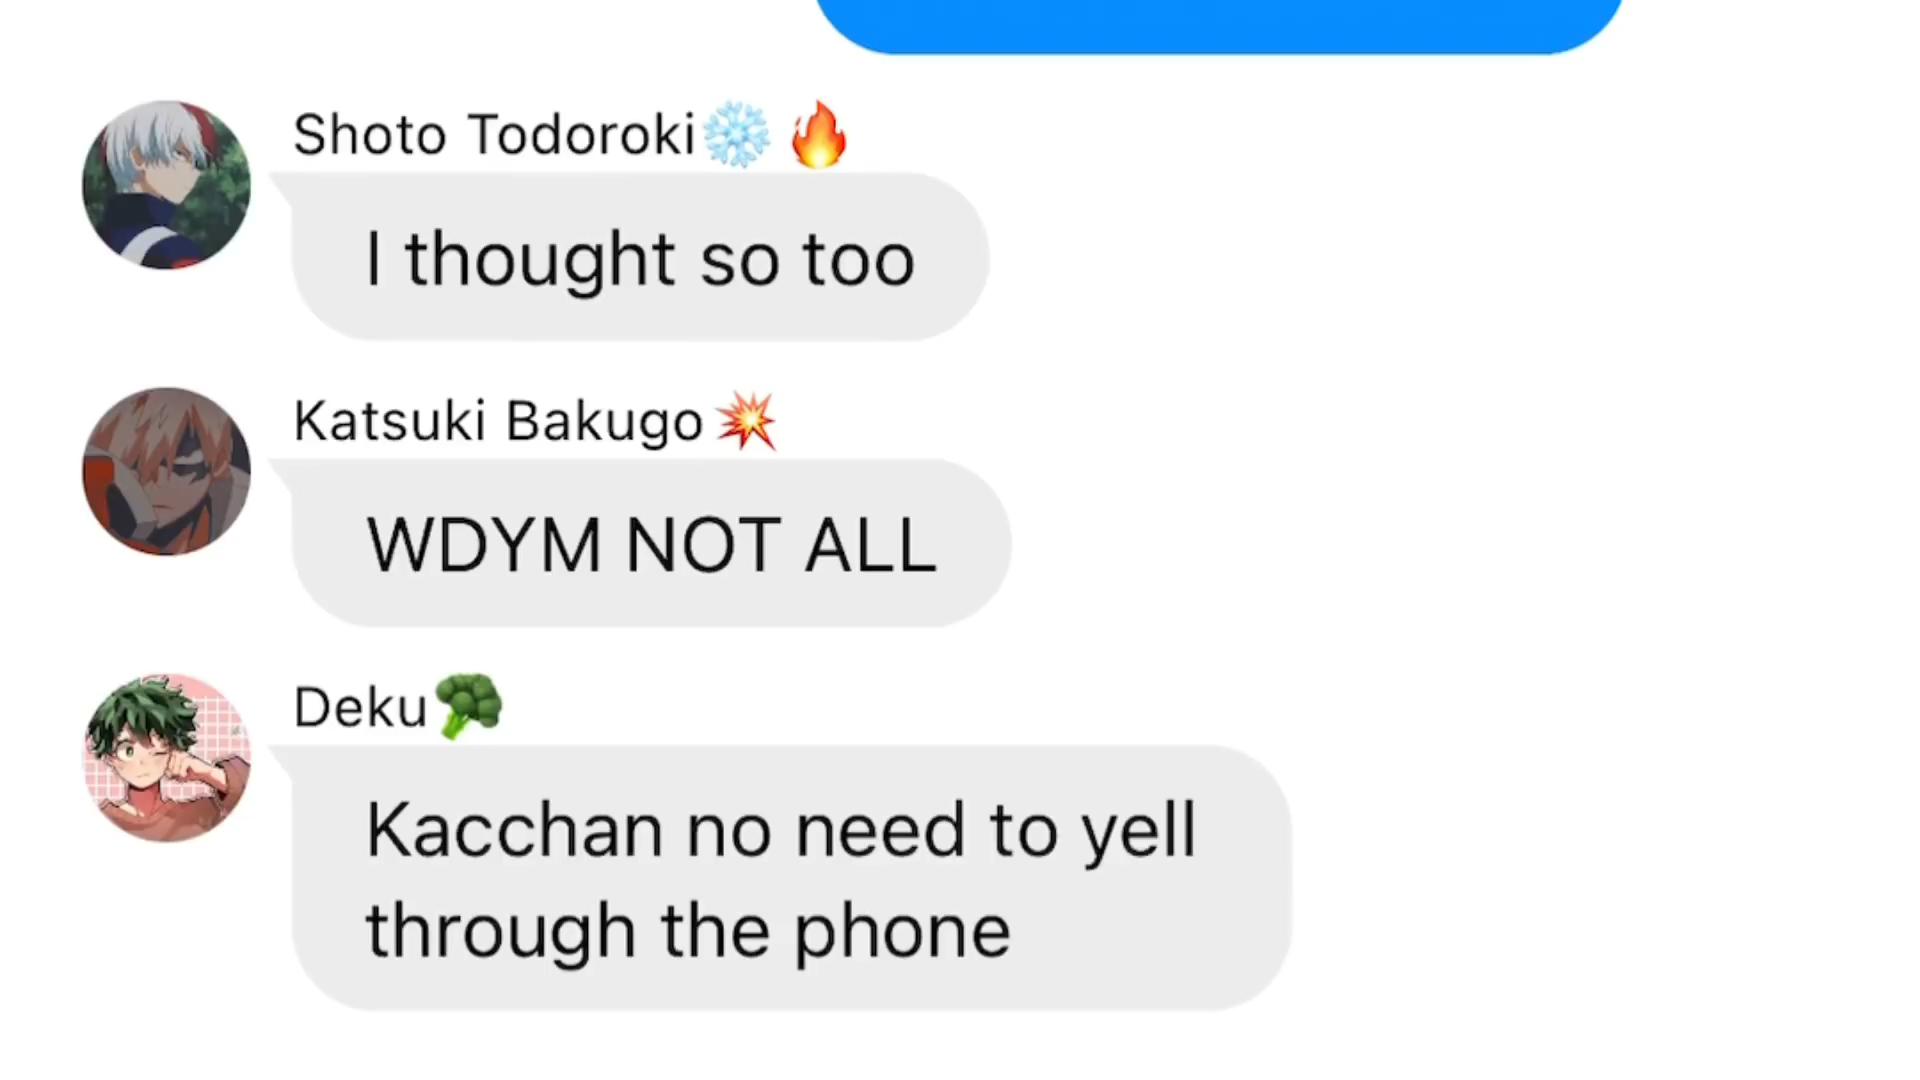 Shoto Todoroki❄️🔥
I thought so too
Katsuki Bakugo💥
WDYM NOT ALL
Deku🥦
Kacchan no need to yell
through the phone